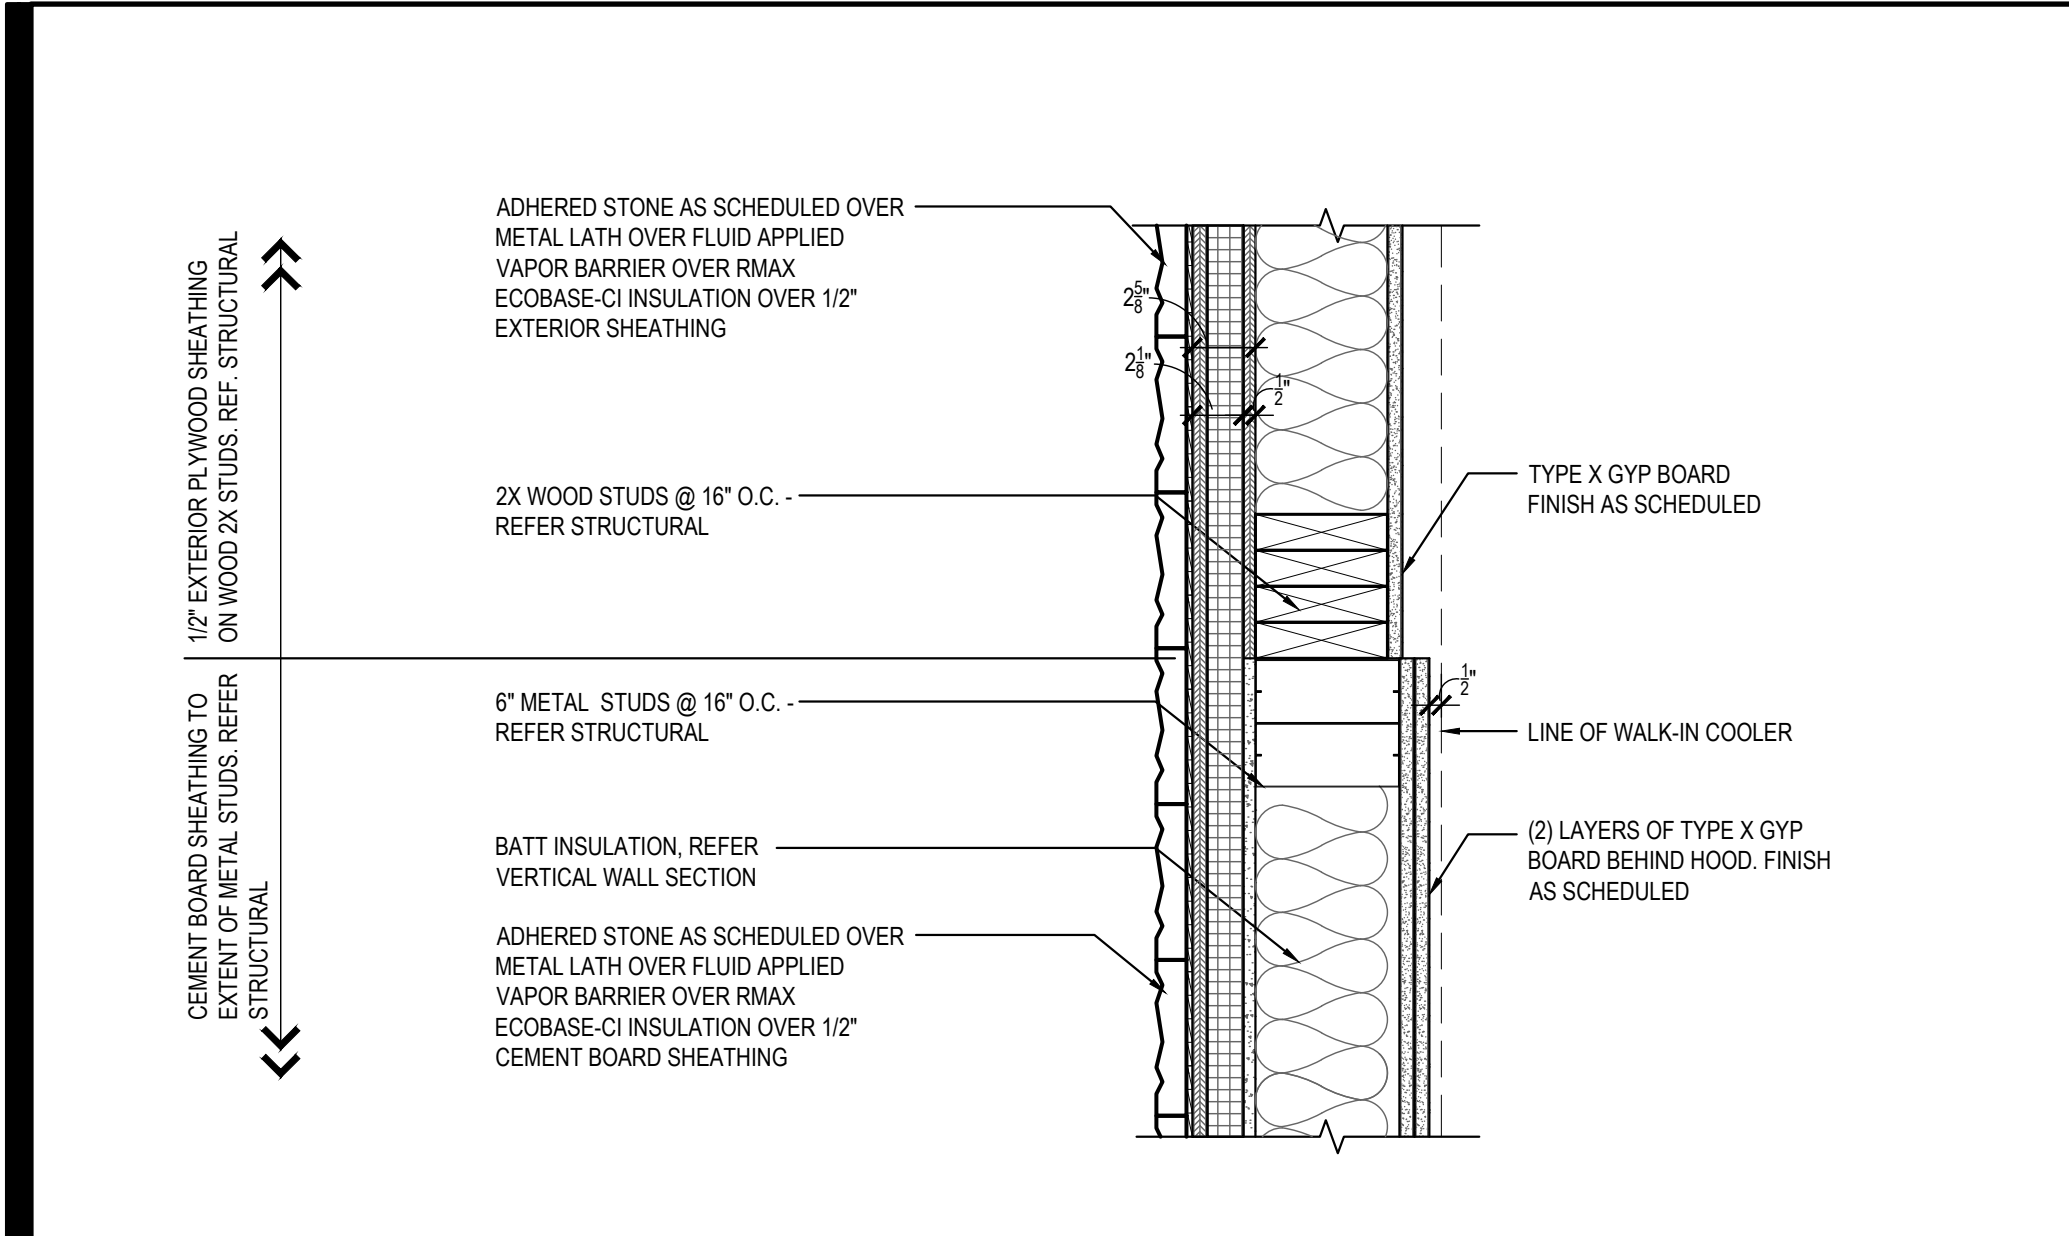 1/2" EXTERIOR PLYWOOD SHEATHING
ON WOOD 2X STUDS. REF. STRUCTURAL
CEMENT BOARD SHEATHING TO
EXTENT OF METAL STUDS. REFER
STRUCTURAL
ADHERED STONE AS SCHEDULED OVER
METAL LATH OVER FLUID APPLIED
VAPOR BARRIER OVER RMAX
ECOBASE-CI INSULATION OVER 1/2"
EXTERIOR SHEATHING
2X WOOD STUDS @ 16" O.C. -
REFER STRUCTURAL
6" METAL  STUDS @ 16" O.C. -
REFER STRUCTURAL
BATT INSULATION, REFER
VERTICAL WALL SECTION
ADHERED STONE AS SCHEDULED OVER
METAL LATH OVER FLUID APPLIED
VAPOR BARRIER OVER RMAX
ECOBASE-CI INSULATION OVER 1/2"
CEMENT BOARD SHEATHING
2 5/8"
2 1/8"
1/2"
TYPE X GYP BOARD
FINISH AS SCHEDULED
1/2"
LINE OF WALK-IN COOLER
(2) LAYERS OF TYPE X GYP
BOARD BEHIND HOOD. FINISH
AS SCHEDULED